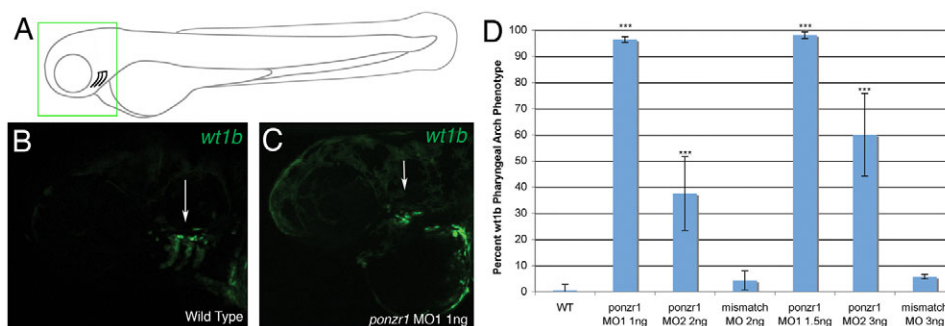 A
B
wt1b
Wild Type
C
wt1b
ponzr1 MO1 1ng
D
Percent wt1b Pharyngeal Arch Phenotype
100
90
80
70
60
50
40
30
20
10
0
***
***
***
***
WT
ponzr1 MO1 1ng
ponzr1 MO2 2ng
mismatch MO 2ng
ponzr1 MO1 1.5ng
ponzr1 MO2 3ng
mismatch MO 3ng